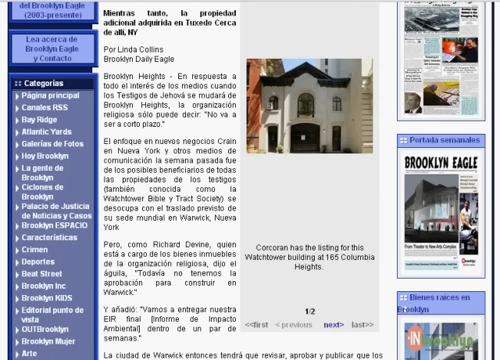 del Brooklyn Eagle
(2003-presente)
Lea acerca de
Brooklyn Eagle
y Contacto
Categorías
Página principal
Canales RSS
Bay Ridge
Atlantic Yards
Galerías de Fotos
Hoy Brooklyn
La gente de
Brooklyn
Ciclones de
Brooklyn
Palacio de Justicia
de Noticias y Casos
Brooklyn ESPACIO
Características
Crimen
Deportes
Beat Street
Brooklyn Inc
Brooklyn KIDS
Editorial punto de
vista
OUTBrooklyn
Brooklyn Mujer
Arte
Mientras tanto, la propiedad
adicional adquirida en Tuxedo Cerca
de allí, NY
Por Linda Collins
Brooklyn Daily Eagle
Brooklyn Heights - En respuesta a
todo el interés de los medios cuando
los Testigos de Jehová se mudará de
Brooklyn Heights, la organización
religiosa sólo puede decir: "No va a
ser a corto plazo."
El enfoque en nuevos negocios Crain
en Nueva York y otros medios de
comunicación la semana pasada fue
de los posibles beneficiarios de todas
las propiedades de los testigos
(también conocida como la
Watchtower Bible y Tract Society) se
desocupa con el traslado previsto de
su sede mundial en Warwick, Nueva
York
Pero, como Richard Devine, quien
está a cargo de los bienes inmuebles
de la organización religiosa, dijo el
águila, "Todavía no tenemos la
aprobación para construir en
Warwick."
Y añadió: "Vamos a entregar nuestra
EIR final [Informe de Impacto
Ambiental] dentro de un par de
semanas."
La ciudad de Warwick entonces tendrá que revisar, aprobar y publicar que los
Corcoran has the listing for this
Watchtower building at 165 Columbia
Heights.
1/2
<<first < previous next> last>>
Portada semanales
BROOKLYN EAGLE
From Theater to New Arts Complex
Bienes raíces en
Brooklyn
INBrooklyn